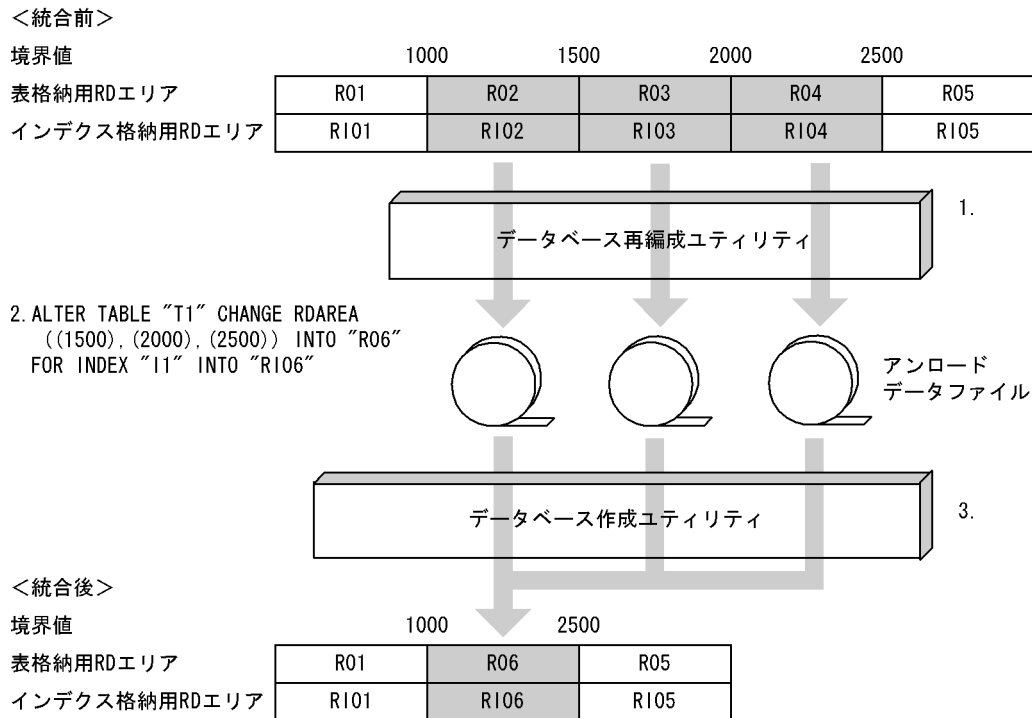 ＜統合前＞
境界値 1000 1500 2000 2500
表格納用RDエリア R01 R02 R03 R04 R05
インデクス格納用RDエリア RI01 RI02 RI03 RI04 RI05
1.
データベース再編成ユティリティ
2.ALTER TABLE "T1" CHANGE RDAREA
((1500),(2000),(2500)) INTO "R06"
FOR INDEX "I1" INTO "RI06"
アンロード
データファイル
データベース作成ユティリティ 3.
＜統合後＞
境界値 1000 2500
表格納用RDエリア R01 R06 R05
インデクス格納用RDエリア RI01 RI06 RI05